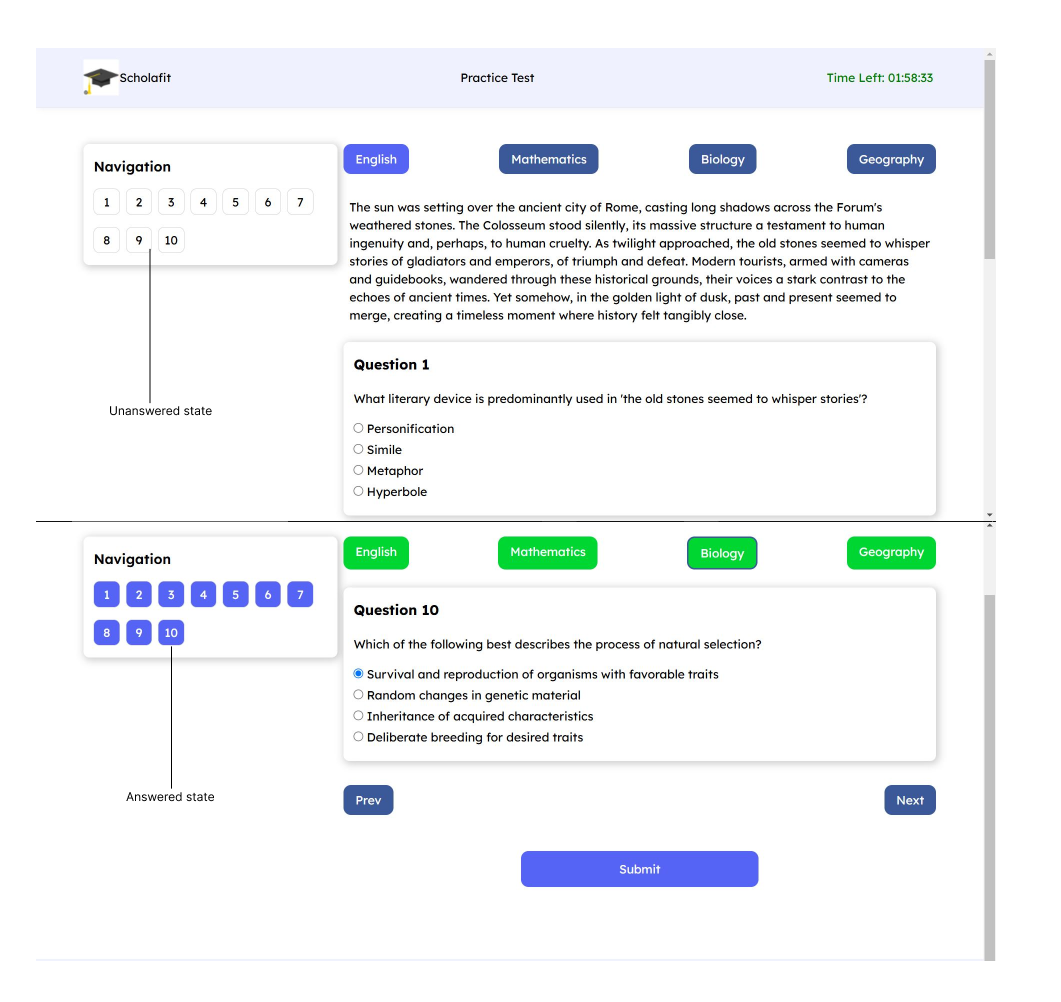 Scholafit
Practice Test
Time Left: 01:58:33
Navigation
1 2 3 4 5 6 7
8 9 10
Unanswered state
English
Mathematics
Biology
Geography
The sun was setting over the ancient city of Rome, casting long shadows across the Forum's
weathered stones. The Colosseum stood silently, its massive structure a testament to human
ingenuity and, perhaps, to human cruelty. As twilight approached, the old stones seemed to whisper
stories of gladiators and emperors, of triumph and defeat. Modern tourists, armed with cameras
and guidebooks, wandered through these historical grounds, their voices a stark contrast to the
echoes of ancient times. Yet somehow, in the golden light of dusk, past and present seemed to
merge, creating a timeless moment where history felt tangibly close.
Question 1
What literary device is predominantly used in 'the old stones seemed to whisper stories'?
Personification
Simile
Metaphor
Hyperbole
Navigation
1 2 3 4 5 6 7
8 9 10
Answered state
English
Mathematics
Biology
Geography
Question 10
Which of the following best describes the process of natural selection?
Survival and reproduction of organisms with favorable traits
Random changes in genetic material
Inheritance of acquired characteristics
Deliberate breeding for desired traits
Prev
Next
Submit